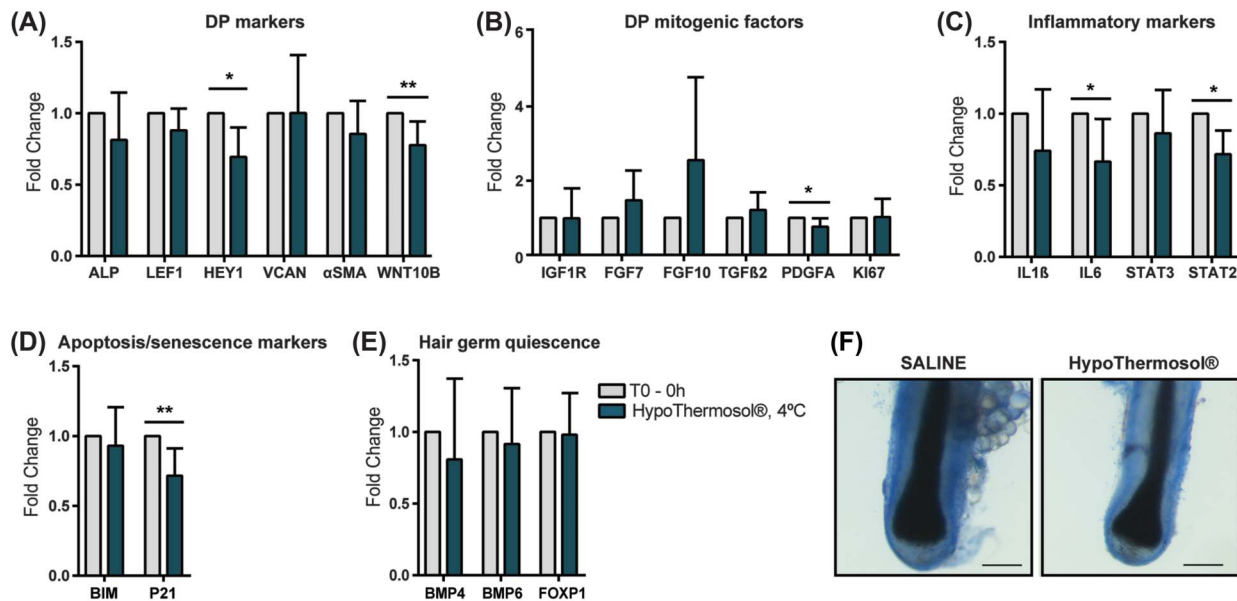 (A)
DP markers
Fold Change
1.5
1.0
0.5
0.0
*
**
ALP LEF1 HEY1 VCAN αSMA WNT10B
(B)
DP mitogenic factors
Fold Change
6
4
2
0
*
IGF1R FGF7 FGF10 TGFß2 PDGFA KI67
(C)
Inflammatory markers
Fold Change
1.5
1.0
0.5
0.0
*
*
IL1ß IL6 STAT3 STAT2
(D)
Apoptosis/senescence markers
Fold Change
1.5
1.0
0.5
0.0
**
BIM P21
(E)
Hair germ quiescence
Fold Change
1.5
1.0
0.5
0.0
BMP4 BMP6 FOXP1
T0 - 0h
HypoThermosol®, 4ºC
(F)
SALINE
HypoThermosol®